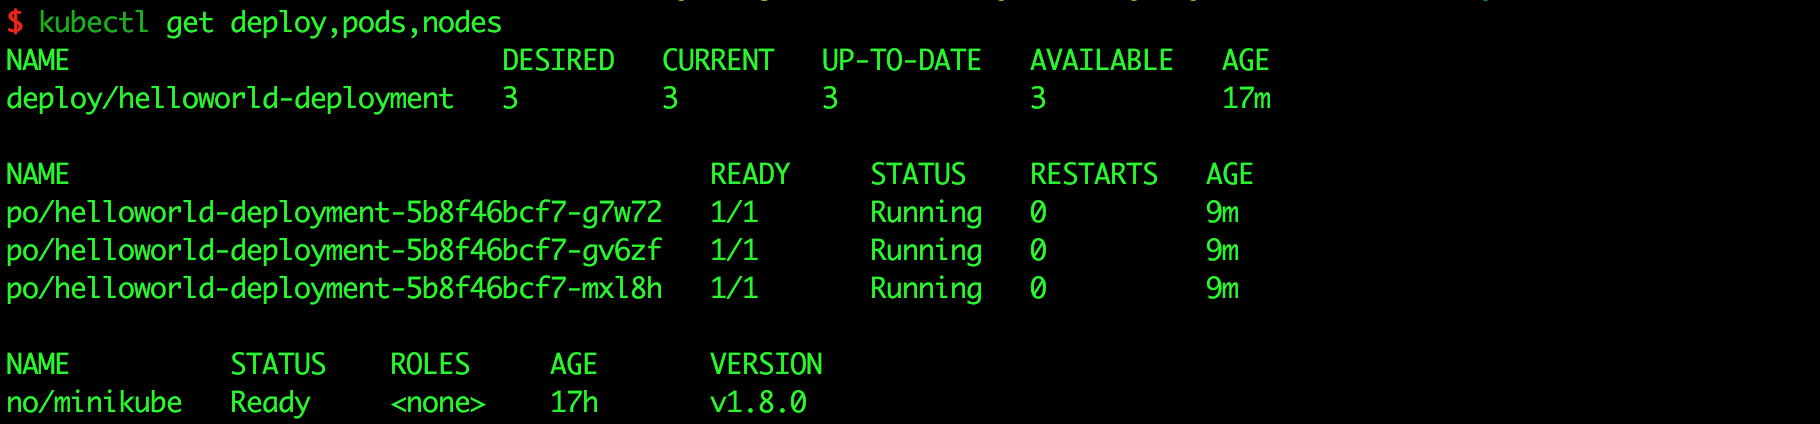 $ kubectl get deploy,pods,nodes
NAME DESIRED CURRENT UP-TO-DATE AVAILABLE AGE
deploy/helloworld-deployment 3 3 3 3 17m
NAME READY STATUS RESTARTS AGE
po/helloworld-deployment-5b8f46bcf7-g7w72 1/1 Running 0 9m
po/helloworld-deployment-5b8f46bcf7-gv6zf 1/1 Running 0 9m
po/helloworld-deployment-5b8f46bcf7-mxl8h 1/1 Running 0 9m
NAME STATUS ROLES AGE VERSION
no/minikube Ready <none> 17h v1.8.0